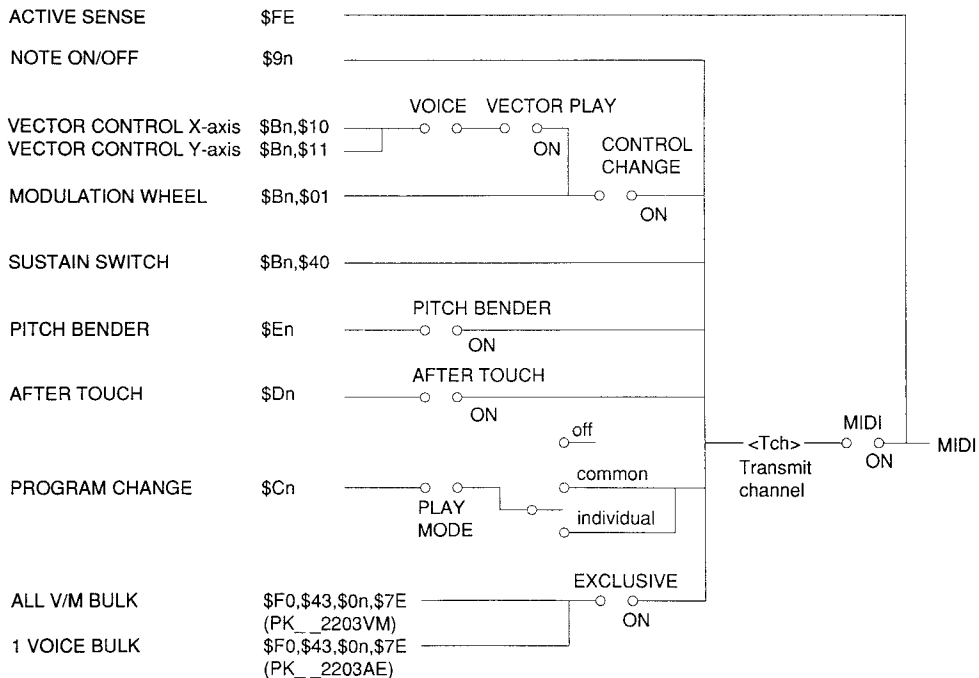 ACTIVE SENSE $FE
NOTE ON/OFF $9n
VOICE VECTOR PLAY
VECTOR CONTROL X-axis $Bn,$10
VECTOR CONTROL Y-axis $Bn,$11
ON
CONTROL
CHANGE
MODULATION WHEEL $Bn,$01
ON
SUSTAIN SWITCH $Bn,$40
PITCH BENDER
PITCH BENDER $En
ON
AFTER TOUCH
AFTER TOUCH $Dn
ON
off
MIDI
<Tch> MIDI
ON
Transmit
channel
common
PROGRAM CHANGE $Cn
PLAY
MODE
individual
EXCLUSIVE
ALL V/M BULK $F0,$43,$0n,$7E
ON
(PK_ _2203VM)
1 VOICE BULK $F0,$43,$0n,$7E
(PK_ _2203AE)